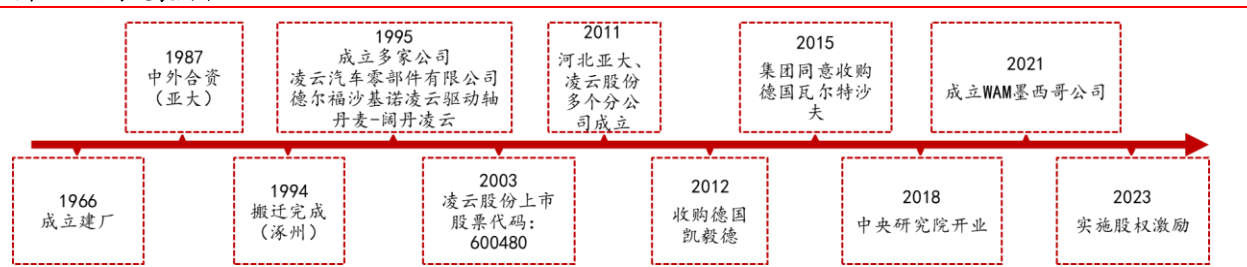 1966
成立建厂
1987
中外合资
（亚大）
1994
搬迁完成
（涿州）
1995
成立多家公司
凌云汽车零部件有限公司
德尔福沙基诺凌云驱动轴
丹麦-阔丹凌云
2003
凌云股份上市
股票代码：
600480
2011
河北亚大、
凌云股份
多个分公
司成立
2012
收购德国
凯毅德
2015
集团同意收购
德国瓦尔特沙
夫
2018
中央研究院开业
2021
成立WAM墨西哥公司
2023
实施股权激励